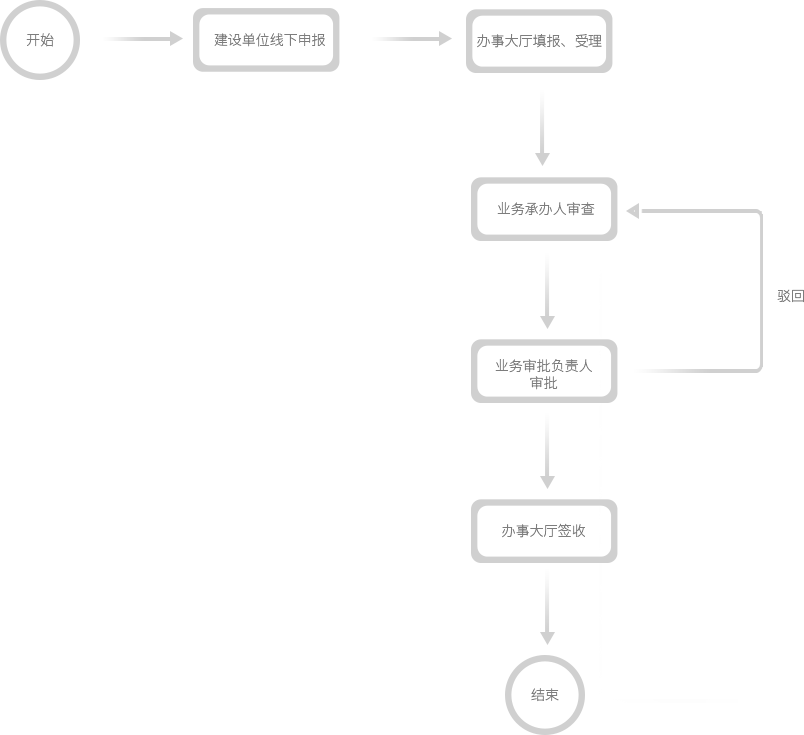 开始
建设单位线下申报
办事大厅填报、受理
业务承办人审查
驳回
业务审批负责人
审批
办事大厅签收
结束